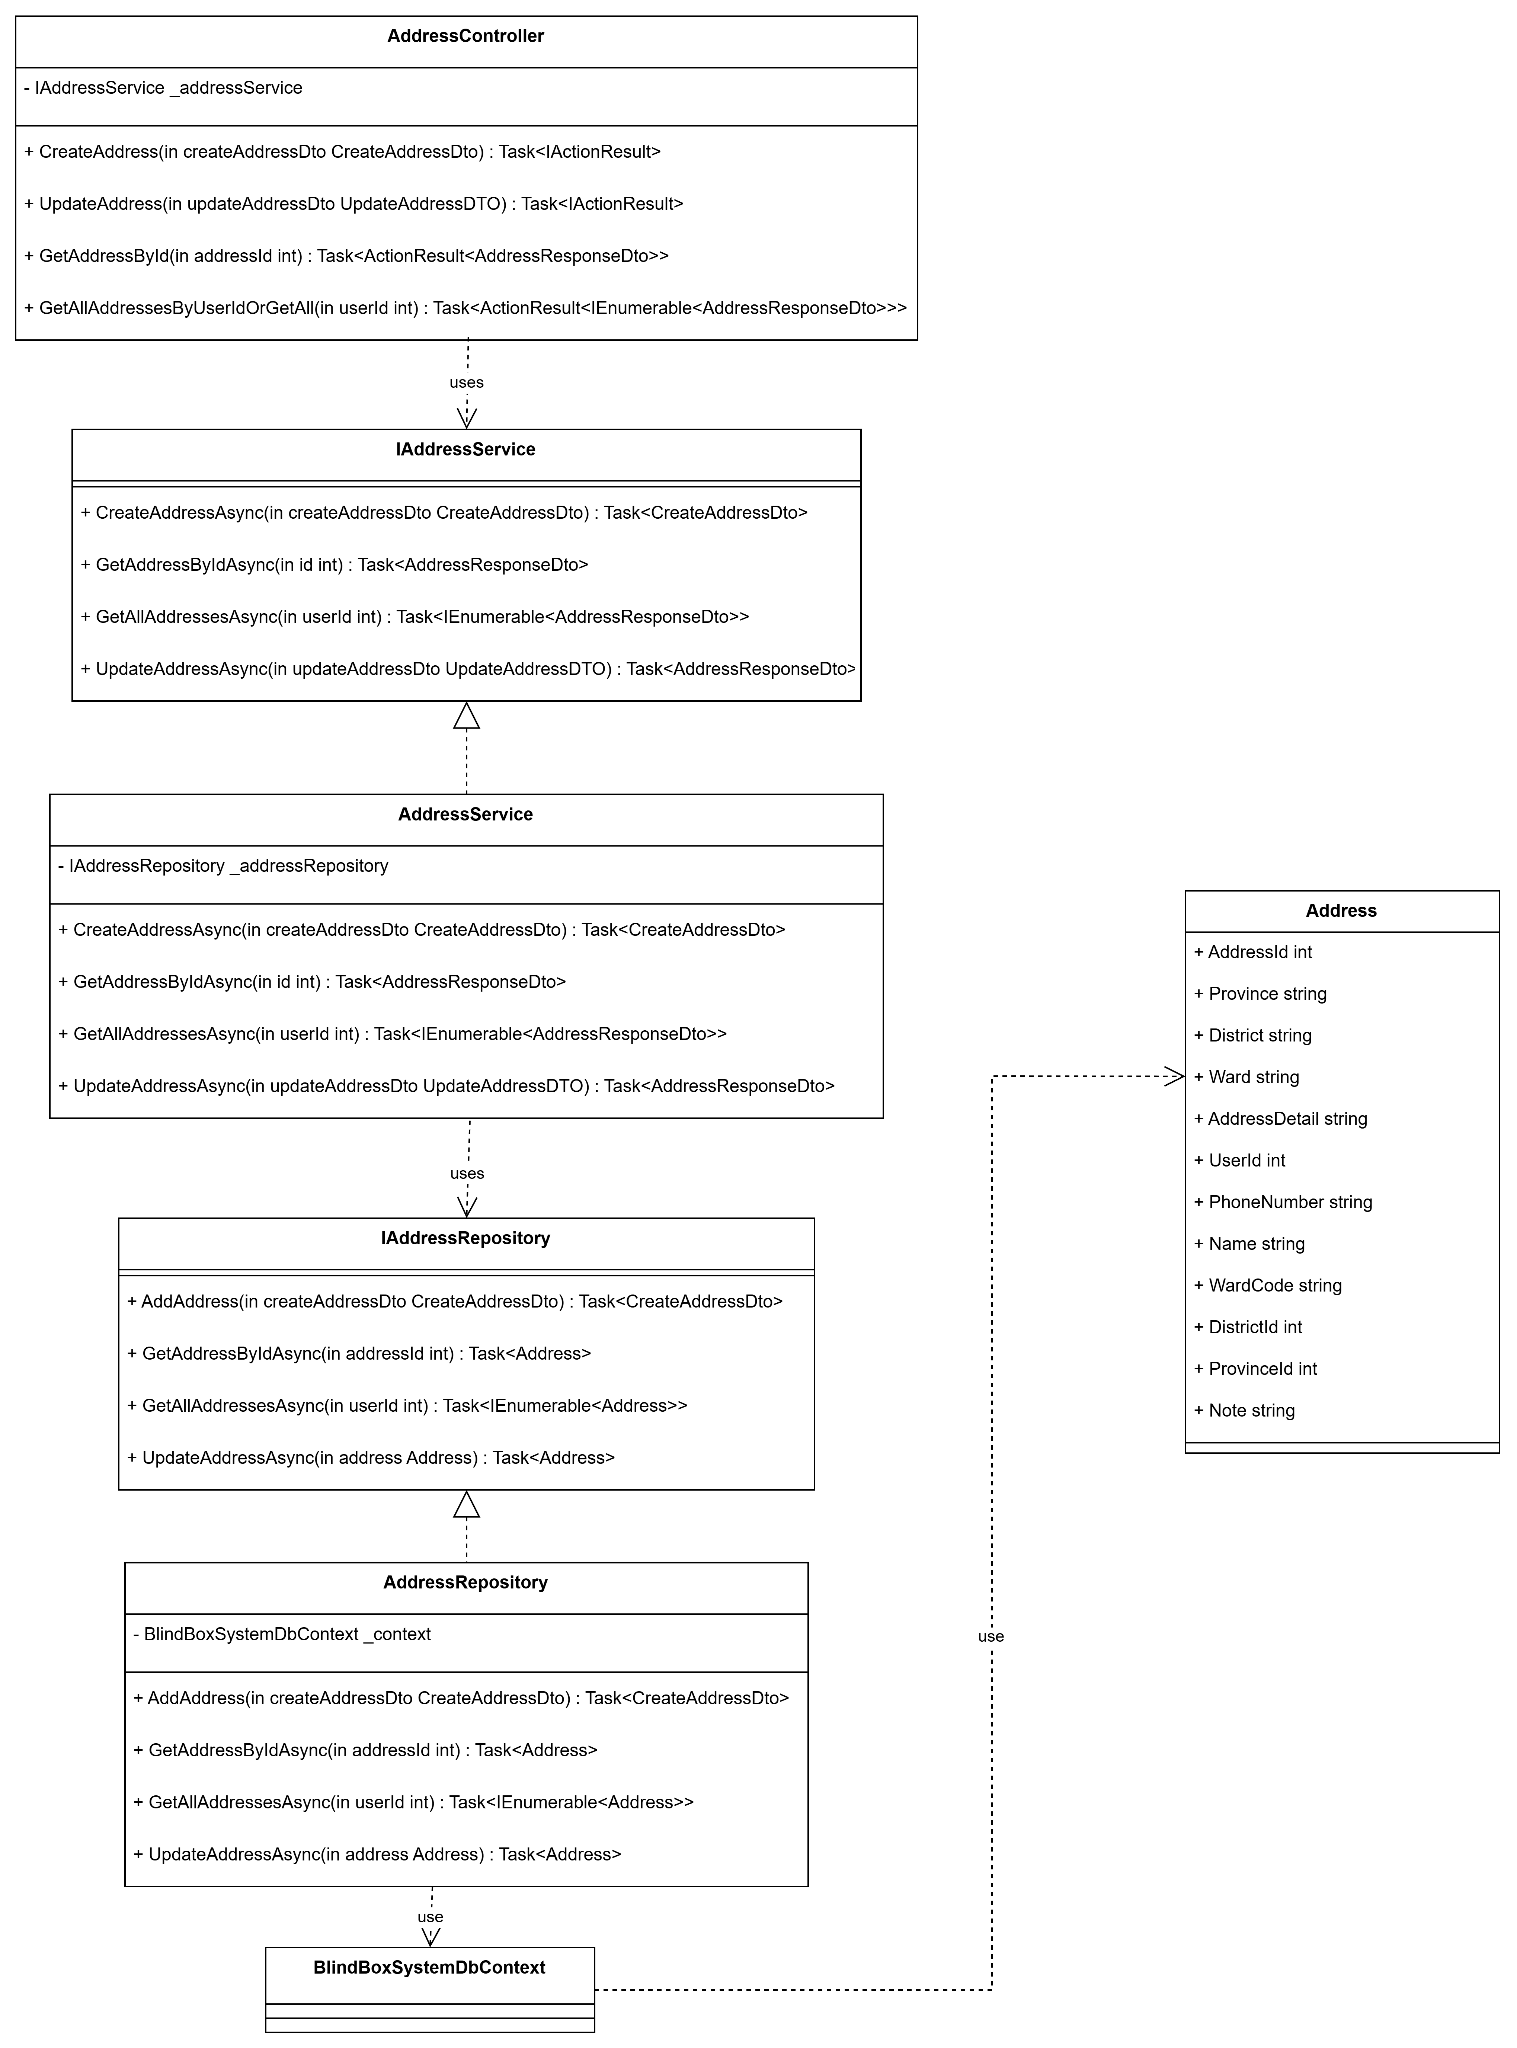 AddressController
- IAddressService _addressService
+ CreateAddress(in createAddressDto CreateAddressDto) : Task<IActionResult>
+ UpdateAddress(in updateAddressDto UpdateAddressDTO) : Task<IActionResult>
+ GetAddressById(in addressId int) : Task<ActionResult<AddressResponseDto>>
+ GetAllAddressesByUserIdOrGetAll(in userId int) : Task<ActionResult<IEnumerable<AddressResponseDto>>>
uses
IAddressService
+ CreateAddressAsync(in createAddressDto CreateAddressDto) : Task<CreateAddressDto>
+ GetAddressByIdAsync(in id int) : Task<AddressResponseDto>
+ GetAllAddressesAsync(in userId int) : Task<IEnumerable<AddressResponseDto>>
+ UpdateAddressAsync(in updateAddressDto UpdateAddressDTO) : Task<AddressResponseDto>
AddressService
- IAddressRepository _addressRepository
+ CreateAddressAsync(in createAddressDto CreateAddressDto) : Task<CreateAddressDto>
+ GetAddressByIdAsync(in id int) : Task<AddressResponseDto>
+ GetAllAddressesAsync(in userId int) : Task<IEnumerable<AddressResponseDto>>
+ UpdateAddressAsync(in updateAddressDto UpdateAddressDTO) : Task<AddressResponseDto>
uses
IAddressRepository
+ AddAddress(in createAddressDto CreateAddressDto) : Task<CreateAddressDto>
+ GetAddressByIdAsync(in addressId int) : Task<Address>
+ GetAllAddressesAsync(in userId int) : Task<IEnumerable<Address>>
+ UpdateAddressAsync(in address Address) : Task<Address>
AddressRepository
- BlindBoxSystemDbContext _context
+ AddAddress(in createAddressDto CreateAddressDto) : Task<CreateAddressDto>
+ GetAddressByIdAsync(in addressId int) : Task<Address>
+ GetAllAddressesAsync(in userId int) : Task<IEnumerable<Address>>
+ UpdateAddressAsync(in address Address) : Task<Address>
use
BlindBoxSystemDbContext
use
Address
+ AddressId int
+ Province string
+ District string
+ Ward string
+ AddressDetail string
+ UserId int
+ PhoneNumber string
+ Name string
+ WardCode string
+ DistrictId int
+ ProvinceId int
+ Note string